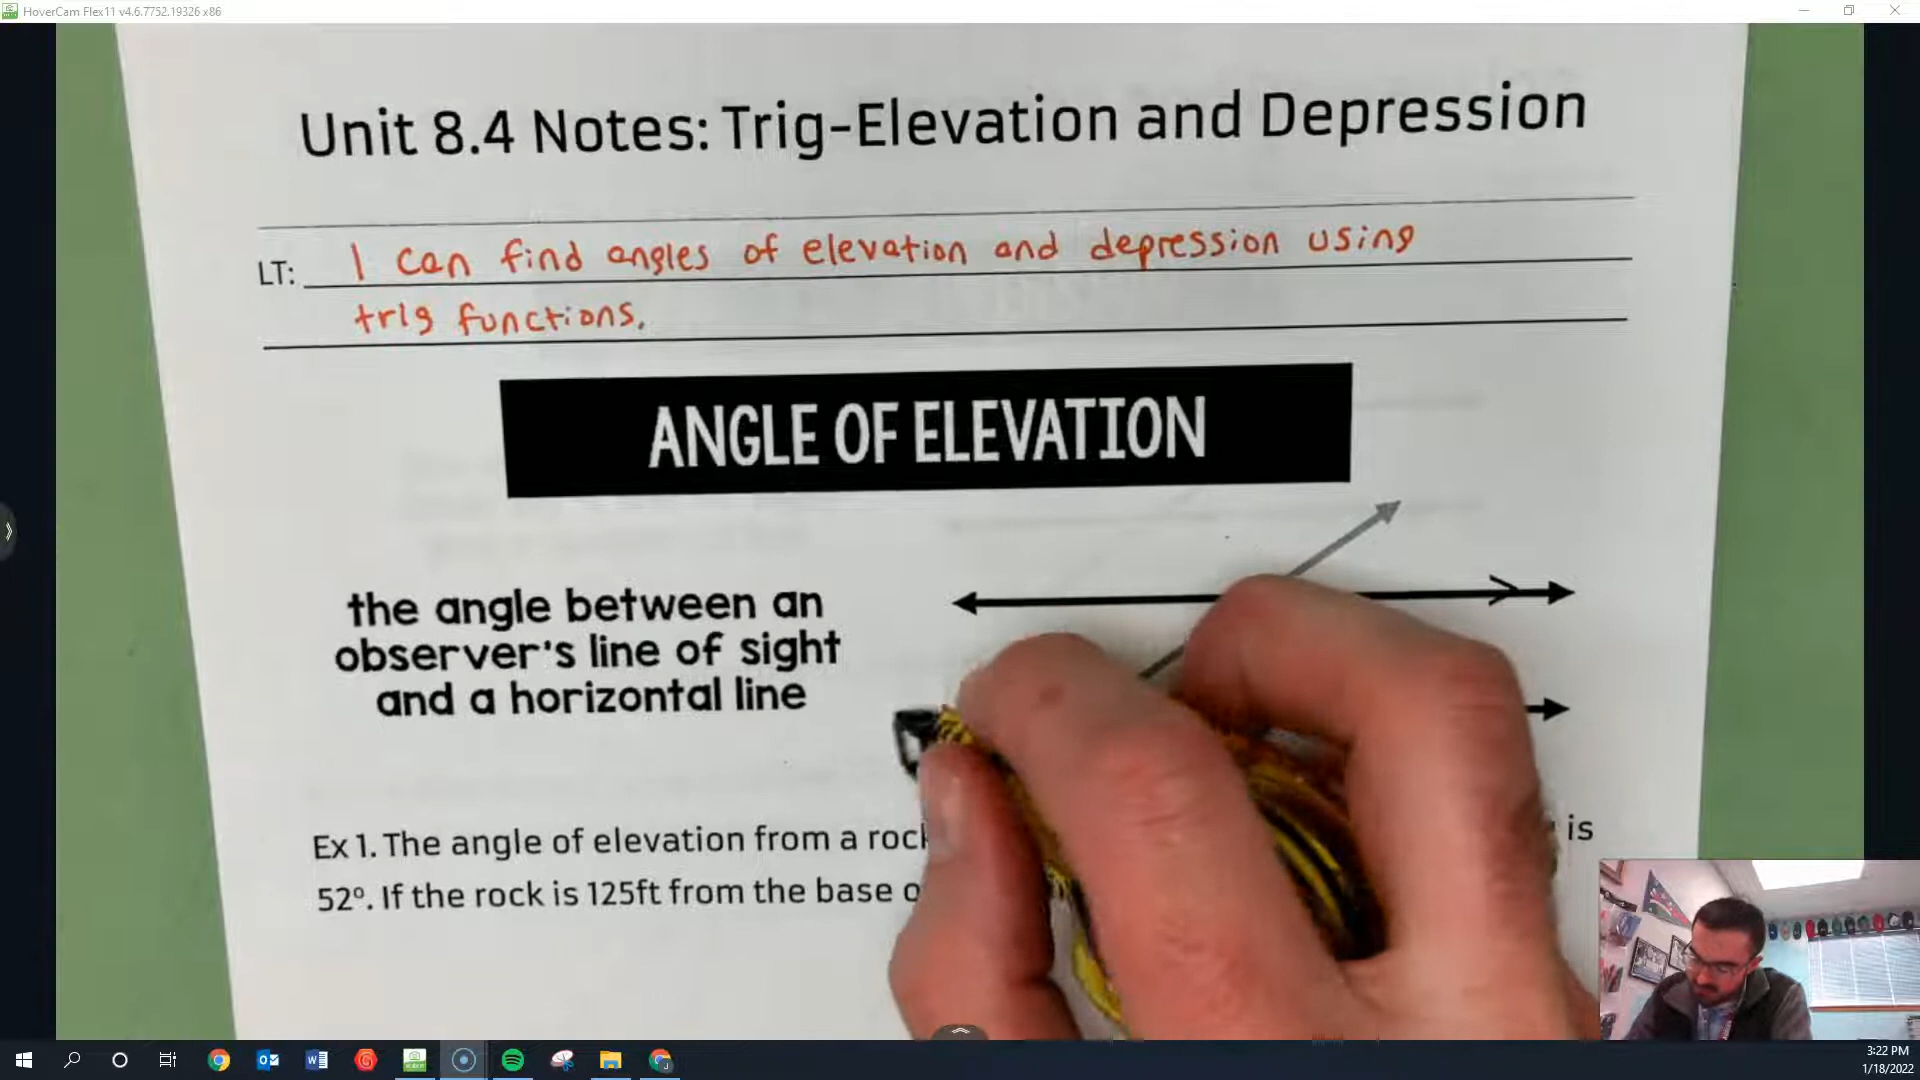 HoverCam Flex11 v4.6.7752.19326 x86
Unit 8.4 Notes: Trig-Elevation and Depression
LT: I can find angles of elevation and depression using
trig functions.
ANGLE OF ELEVATION
the angle between an
observer's line of sight
and a horizontal line
Ex 1. The angle of elevation from a is
52º. If the rock is 125ft from the base
3:22 PM
1/18/2022